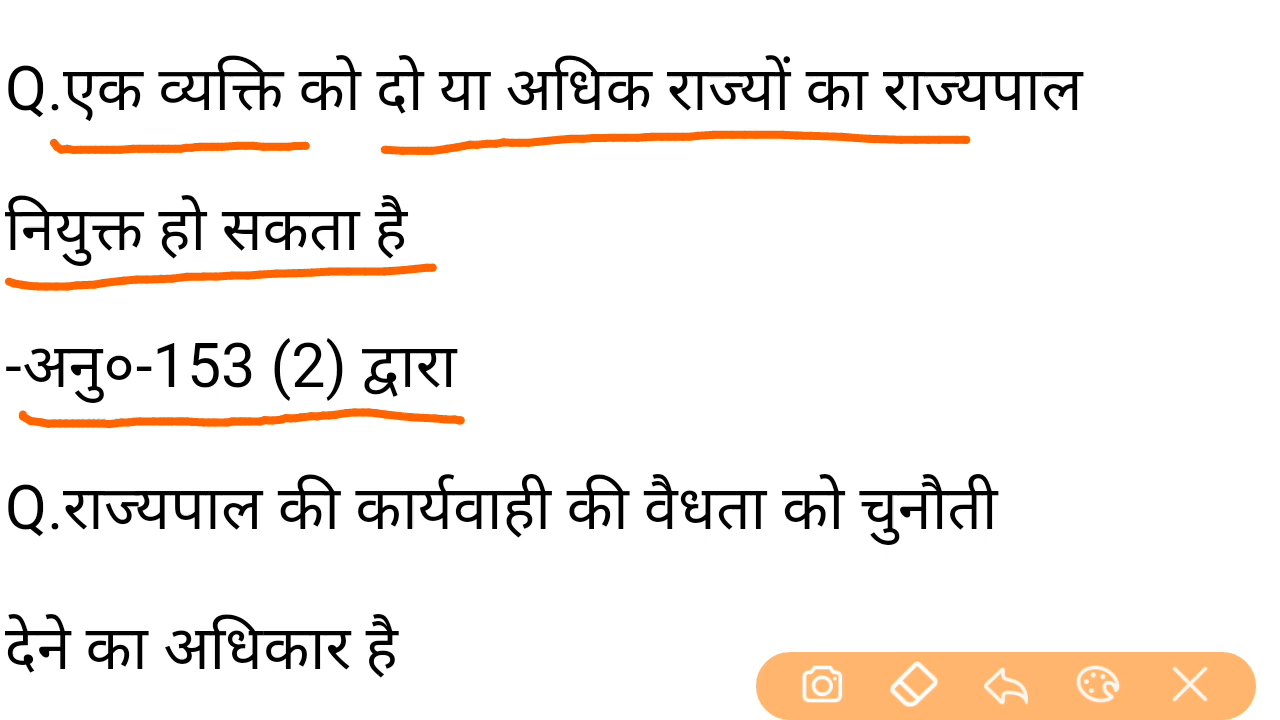 Q.एक व्यक्ति को दो या अधिक राज्यों का राज्यपाल
नियुक्त हो सकता है
-अनु०-153 (2) द्वारा
Q.राज्यपाल की कार्यवाही की वैधता को चुनौती
देने का अधिकार है